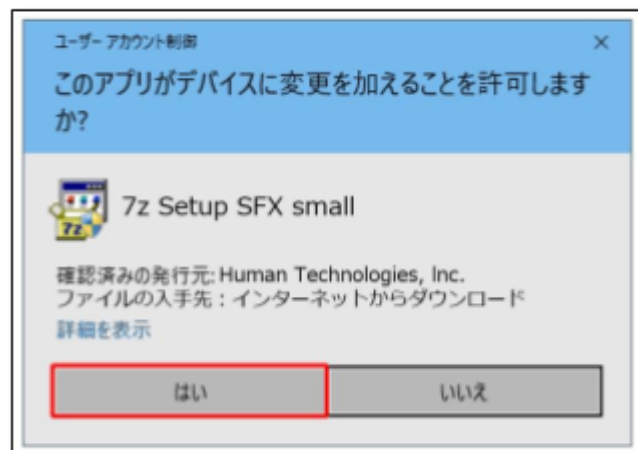 ユーザー アカウント制御
×
このアプリがデバイスに変更を加えることを許可します
か?
7z
7z Setup SFX small
確認済みの発行元: Human Technologies, Inc.
ファイルの入手先：インターネットからダウンロード
詳細を表示
はい
いいえ